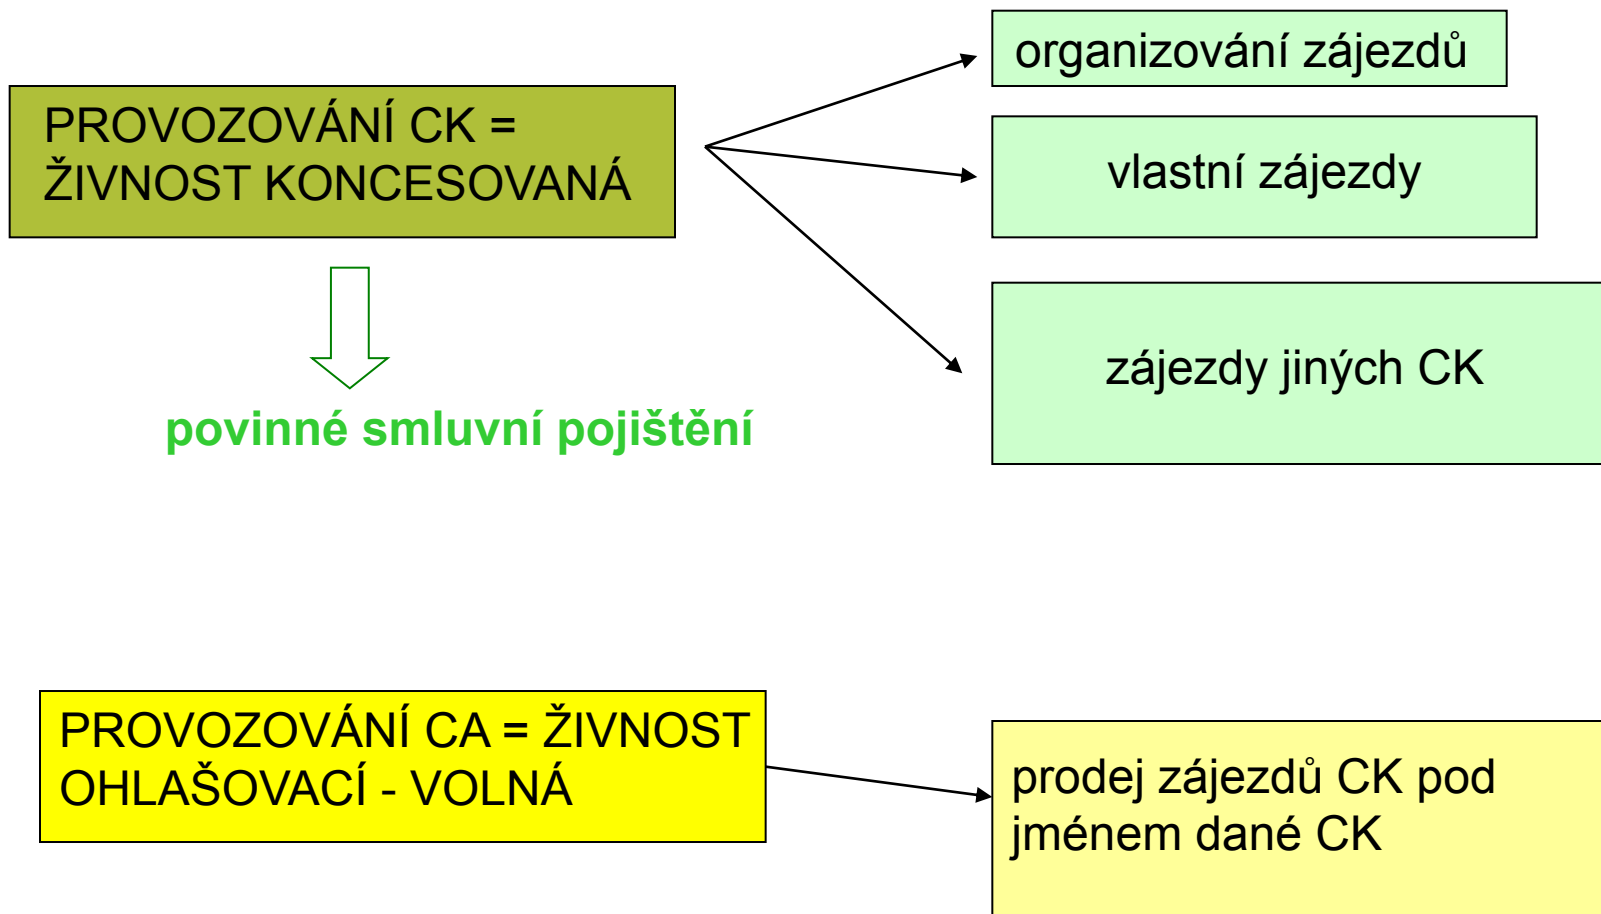 organizování zájezdů
PROVOZOVÁNÍ CK =
ŽIVNOST KONCESOVANÁ
vlastní zájezdy
zájezdy jiných CK
povinné smluvní pojištění
PROVOZOVÁNÍ CA = ŽIVNOST
OHLAŠOVACÍ - VOLNÁ
prodej zájezdů CK pod
jménem dané CK